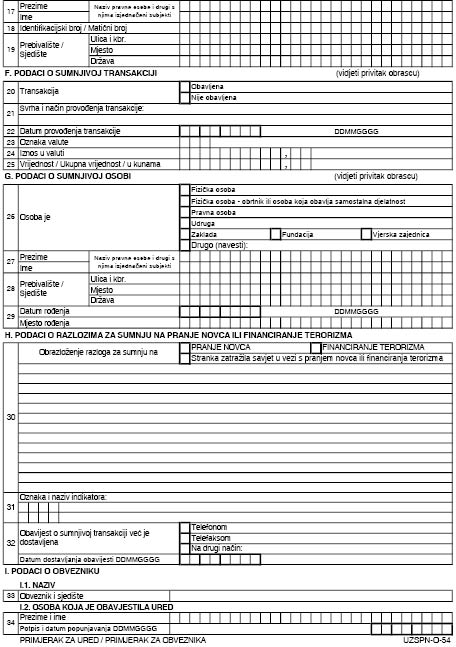 17 Prezime Naziv pravne osobe i drugi s
Ime njima izjednačeni subjekti
18 Identifikacijski broj / Matični broj
19 Prebivalište / Sjedište Ulica i kbr.
Mjesto
Država
F. PODACI O SUMNJIVOJ TRANSAKCIJI (vidjeti privitak obrascu)
20 Transakcija Obavljena
Nije obavljena
21 Svrha i način provođenja transakcije:
22 Datum provođenja transakcije DDMMGGGG
23 Oznaka valute
24 Iznos u valuti ,
25 Vrijednost / Ukupna vrijednost / u kunama ,
G. PODACI O SUMNJIVOJ OSOBI (vidjeti privitak obrascu)
26 Osoba je Fizička osoba
Fizička osoba - obrtnik ili osoba koja obavlja samostalna djelatnost
Pravna osoba
Udruga
Zaklada Fundacija Vjerska zajednica
Drugo (navesti):
27 Prezime Naziv pravne osobe i drugi s
Ime njima izjednačeni subjekti
28 Prebivalište / Sjedište Ulica i kbr.
Mjesto
Država
29 Datum rođenja DDMMGGGG
Mjesto rođenja
H. PODACI O RAZLOZIMA ZA SUMNJU NA PRANJE NOVCA ILI FINANCIRANJE TERORIZMA
30 Obrazloženje razloga za sumnju na PRANJE NOVCA FINANCIRANJE TERORIZMA
Stranka zatražila savjet u vezi s pranjem novca ili financiranja terorizma
31 Oznaka i naziv indikatora:
32 Obavijest o sumnjivoj transakciji već je dostavljena Telefonom
Telefaksom
Na drugi način:
Datum dostavljanja obavijesti DDMMGGGG
I. PODACI O OBVEZNIKU
I.1. NAZIV
33 Obveznik i sjedište
I.2. OSOBA KOJA JE OBAVJESTILA URED
34 Prezime i ime
Potpis i datum popunjavanja DDMMGGGG
PRIMJERAK ZA URED / PRIMJERAK ZA OBVEZNIKA UZSPN-O-54